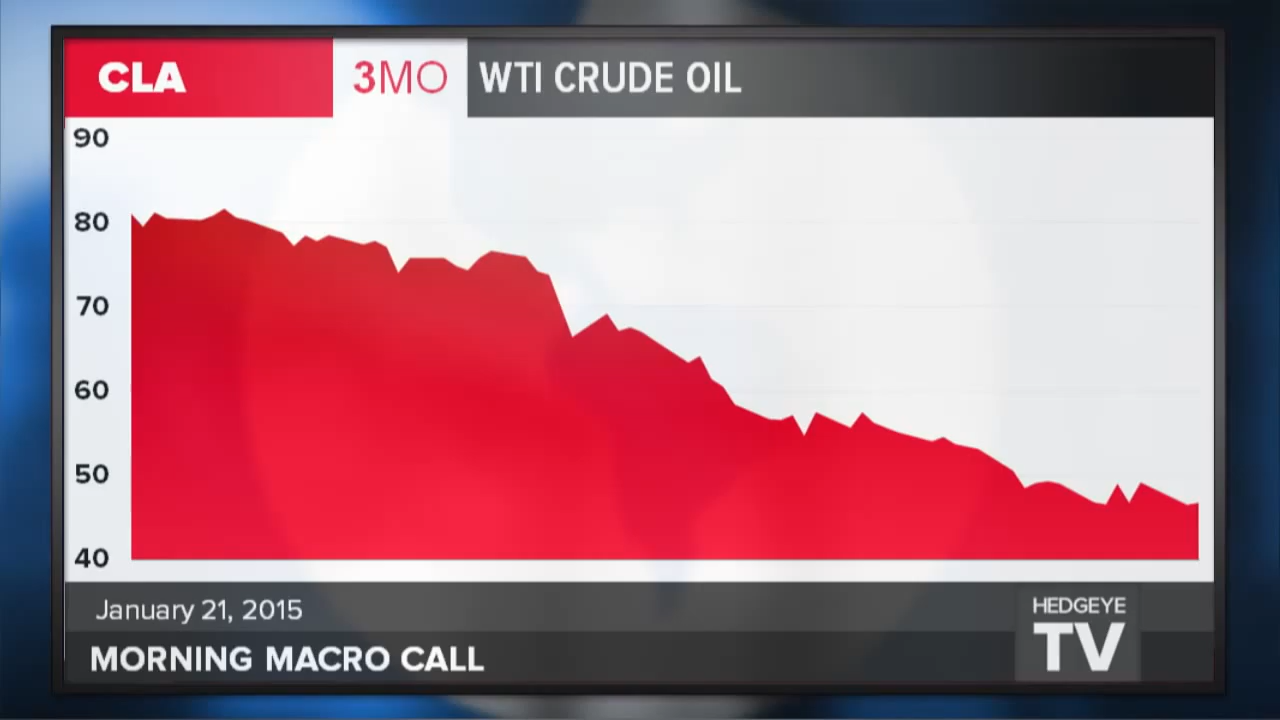 CLA 3MO WTI CRUDE OIL
90
80
70
60
50
40
January 21, 2015
MORNING MACRO CALL
HEDGEYE
TV